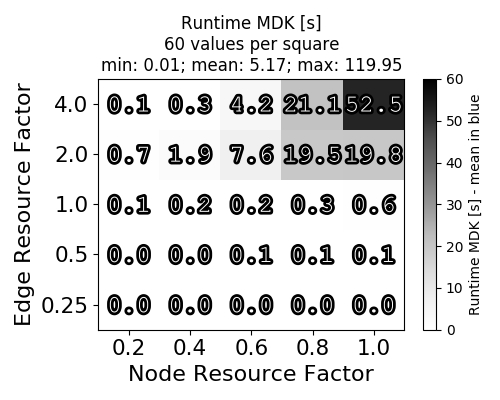 Runtime MDK [s]
60 values per square
min: 0.01; mean: 5.17; max: 119.95
Edge Resource Factor
4.0 0.1 0.3 4.2 21.1 52.5
2.0 0.7 1.9 7.6 19.5 19.8
1.0 0.1 0.2 0.2 0.3 0.6
0.5 0.0 0.0 0.1 0.1 0.1
0.25 0.0 0.0 0.0 0.0 0.0
0.2 0.4 0.6 0.8 1.0
Node Resource Factor
60
50
40
30
20
10
0
Runtime MDK [s] - mean in blue